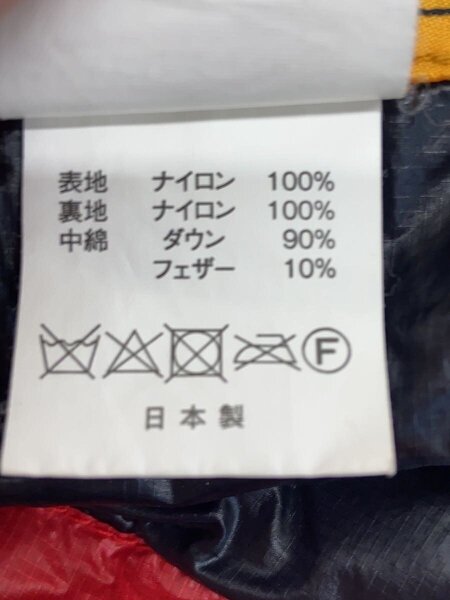 表地 ナイロン 100%
裏地 ナイロン 100%
中綿 ダウン 90%
フェザー 10%
F
日本製